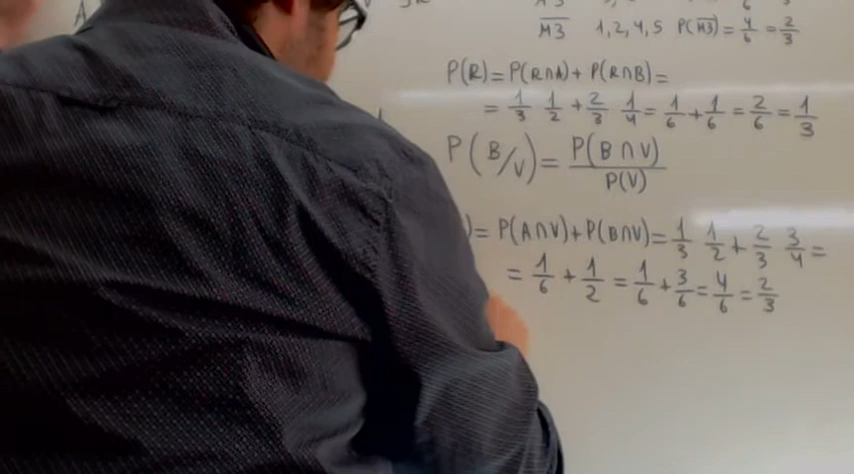 M̅3̅ 1,2,4,5 P(M̅3̅)= 4/6 = 2/3
P(R)= P(R∩A)+ P(R∩B)=
= 1/3 1/2 + 2/3 1/4 = 1/6 + 1/6 = 2/6 = 1/3
P(B/V)= P(B∩V)/P(V)
)= P(A∩V)+P(B∩V)= 1/3 1/2 + 2/3 3/4 =
= 1/6 + 1/2 = 1/6 + 3/6 = 4/6 = 2/3